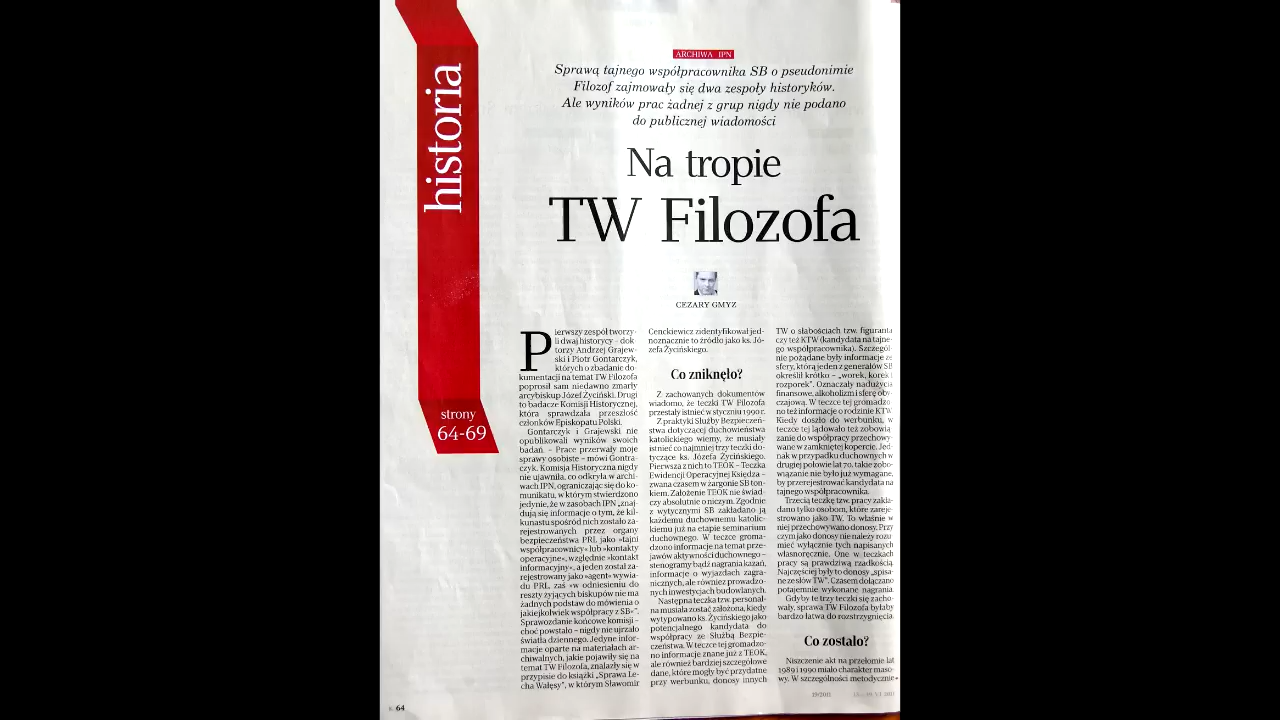 historia
strony
64-69
ARCHIWA IPN
Sprawą tajnego współpracownika SB o pseudonimie
Filozof zajmowały się dwa zespoły historyków.
Ale wyników prac żadnej z grup nigdy nie podano
do publicznej wiadomości
Na tropie
TW Filozofa
CEZARY GMYZ
Pierwszy zespół tworzy-
li dwaj historycy – dok-
torzy Andrzej Grajew-
ski i Piotr Gontarczyk,
których o zbadanie do-
kumentacji na temat TW Filozofa
poprosił sam niedawno zmarły
arcybiskup Józef Życiński. Drugi
to badacze Komisji Historycznej,
która sprawdzała przeszłość
członków Episkopatu Polski.
Gontarczyk i Grajewski nie
opublikowali wyników swoich
badań. – Prace przerwały moje
sprawy osobiste – mówi Gontra-
czyk. Komisja Historyczna nigdy
nie ujawniła, co odkryła w archi-
wach IPN, ograniczając się do ko-
munikatu, w którym stwierdzono
jedynie, że w zasobach IPN „znaj-
dują się informacje o tym, że kil-
kunastu spośród nich zostało za-
rejestrowanych przez organy
bezpieczeństwa PRL jako »tajni
współpracownicy« lub »kontakty
operacyjne«, względnie »kontakt
informacyjny«, a jeden został za-
rejestrowany jako »agent« wywia-
du PRL, zaś »w odniesieniu do
reszty żyjących biskupów nie ma
żadnych podstaw do mówienia o
jakiejkolwiek współpracy z SB«”.
Sprawozdanie końcowe komisji –
choć powstało – nigdy nie ujrzało
światła dziennego. Jedyne infor-
macje oparte na materiałach ar-
chiwalnych, jakie pojawiły się na
temat TW Filozofa, znalazły się w
przypisie do książki „Sprawa Le-
cha Wałęsy”, w którym Sławomir
Cenckiewicz zidentyfikował jed-
noznacznie to źródło jako ks. Jó-
zefa Życińskiego.
Co zniknęło?
Z zachowanych dokumentów
wiadomo, że teczki TW Filozofa
przestały istnieć w styczniu 1990 r.
Z praktyki Służby Bezpieczeń-
stwa dotyczącej duchowieństwa
katolickiego wiemy, że musiały
istnieć co najmniej trzy teczki do-
tyczące ks. Józefa Życińskiego.
Pierwsza z nich to TEOK – Teczka
Ewidencji Operacyjnej Księdza –
zwana czasem w żargonie SB ton-
kiem. Założenie TEOK nie świad-
czy absolutnie o niczym. Zgodnie
z wytycznymi SB zakładano ją
każdemu duchownemu katolic-
kiemu już na etapie seminarium
duchownego. W teczce groma-
dzono informacje na temat prze-
jawów aktywności duchownego –
stenogramy bądź nagrania kazań,
informacje o wyjazdach zagra-
nicznych, ale również prowadzo-
nych inwestycjach budowlanych.
Następna teczka tzw. personal-
na musiała zostać założona, kiedy
wytypowano ks. Życińskiego jako
potencjalnego kandydata do
współpracy ze Służbą Bezpie-
czeństwa. W teczce tej gromadzo-
no informacje znane już z TEOK,
ale również bardziej szczegółowe
dane, które mogły być przydatne
przy werbunku, donosy innych
TW o słabościach tzw. figuranta
czy też KTW (kandydata na tajne-
go współpracownika). Szczegól-
nie pożądane były informacje ze
sfery, którą jeden z generałów SB
określił krótko – „worek, korek i
rozporek”. Oznaczały nadużycia
finansowe, alkoholizm i sferę oby-
czajową. W teczce tej gromadzo-
no też informacje o rodzinie KTW.
Kiedy doszło do werbunku, w
teczce tej lądowało też zobowią-
zanie do współpracy przechowy-
wane w zamkniętej kopercie. Jed-
nak w przypadku duchownych w
drugiej połowie lat 70. takie zobo-
wiązanie nie było już wymagane,
by przerejestrować kandydata na
tajnego współpracownika.
Trzecią teczkę tzw. pracy zakła-
dano tylko osobom, które zareje-
strowano jako TW. To właśnie w
niej przechowywano donosy. Przy
czym jako donosy nie należy rozu-
mieć wyłącznie tych napisanych
własnoręcznie. One w teczkach
pracy są prawdziwą rzadkością.
Najczęściej były to donosy „spisa-
ne ze słów TW”. Czasem dołączano
potajemnie wykonane nagrania.
Gdyby te trzy teczki się zacho-
wały, sprawa TW Filozofa byłaby
bardzo łatwa do rozstrzygnięcia.
Co zostało?
Niszczenie akt na przełomie lat
1989 i 1990 miało charakter maso-
wy. W szczególności metodycznie
19/2011
64